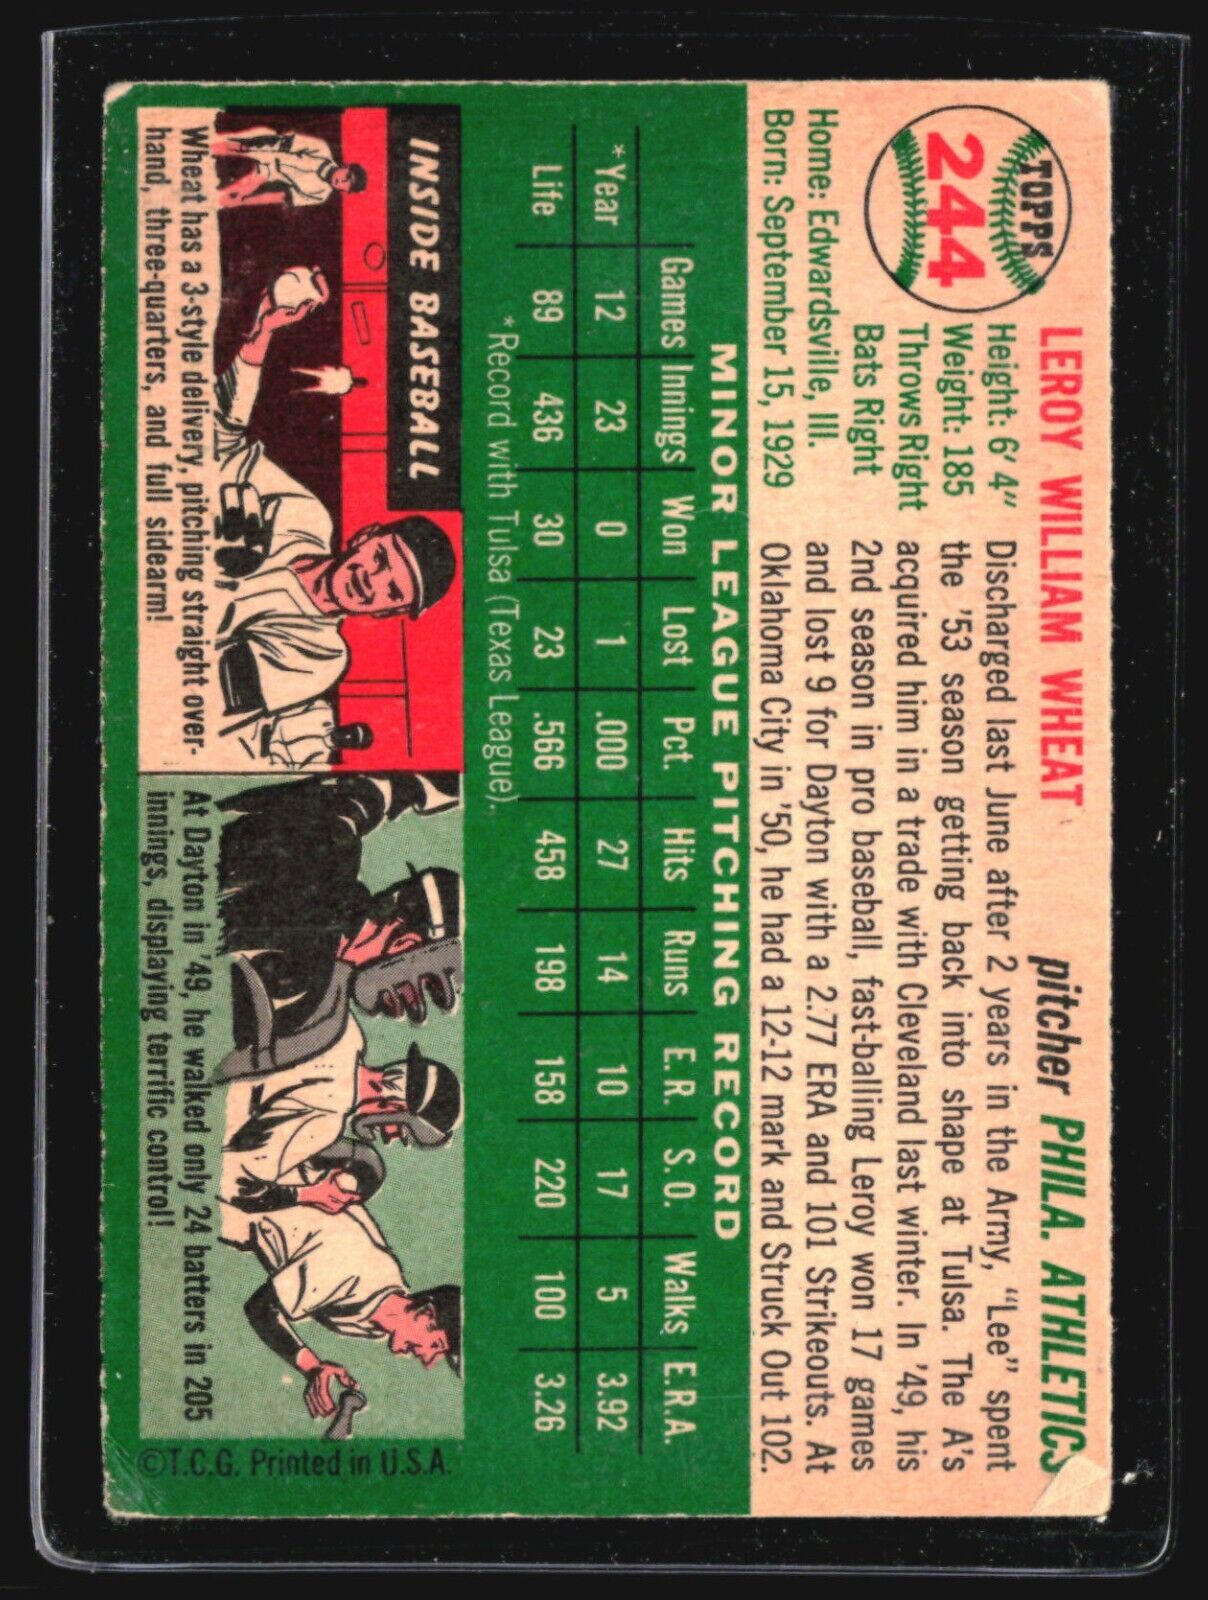 TOPPS
244
LEROY WILLIAM WHEAT
pitcher PHILA. ATHLETICS
Height: 6' 4"
Weight: 185
Throws Right
Bats Right
Home: Edwardsville, Ill.
Born: September 15, 1929
Discharged last June after 2 years in the Army, "Lee" spent
the '53 season getting back into shape at Tulsa. The A's
acquired him in a trade with Cleveland last winter. In '49, his
2nd season in pro baseball, fast-balling Leroy won 17 games
and lost 9 for Dayton with a 2.77 ERA and 101 Strikeouts. At
Oklahoma City in '50, he had a 12-12 mark and Struck Out 102.
MINOR LEAGUE PITCHING RECORD
Games Innings Won Lost Pct. Hits Runs E.R. S.O. Walks E.R.A.
*Year 12 23 0 1 .000 27 14 10 17 5 3.92
Life 89 436 30 23 .566 458 198 158 220 100 3.26
*Record with Tulsa (Texas League).
INSIDE BASEBALL
Wheat has a 3-style delivery, pitching straight over-
hand, three-quarters, and full sidearm!
At Dayton in '49, he walked only 24 batters in 205
innings, displaying terrific control!
©T.C.G. Printed in U.S.A.